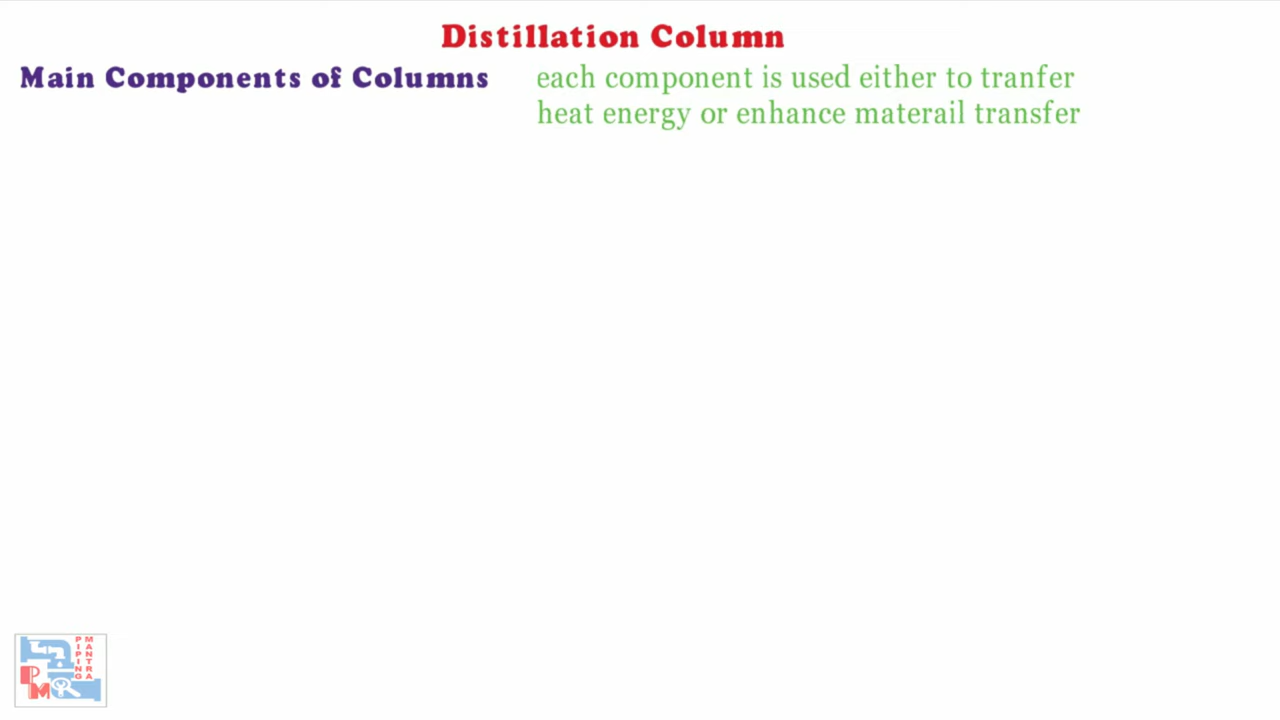 Distillation Column
Main Components of Columns
each component is used either to tranfer
heat energy or enhance materail transfer
PIPING
MANTRA
PM